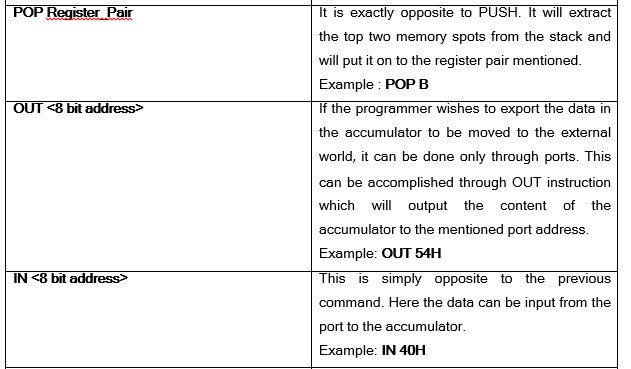 POP Register Pair
It is exactly opposite to PUSH. It will extract
the top two memory spots from the stack and
will put it on to the register pair mentioned.
Example : POP B
OUT <8 bit address>
If the programmer wishes to export the data in
the accumulator to be moved to the external
world, it can be done only through ports. This
can be accomplished through OUT instruction
which will output the content of the
accumulator to the mentioned port address.
Example: OUT 54H
IN <8 bit address>
This is simply opposite to the previous
command. Here the data can be input from the
port to the accumulator.
Example: IN 40H